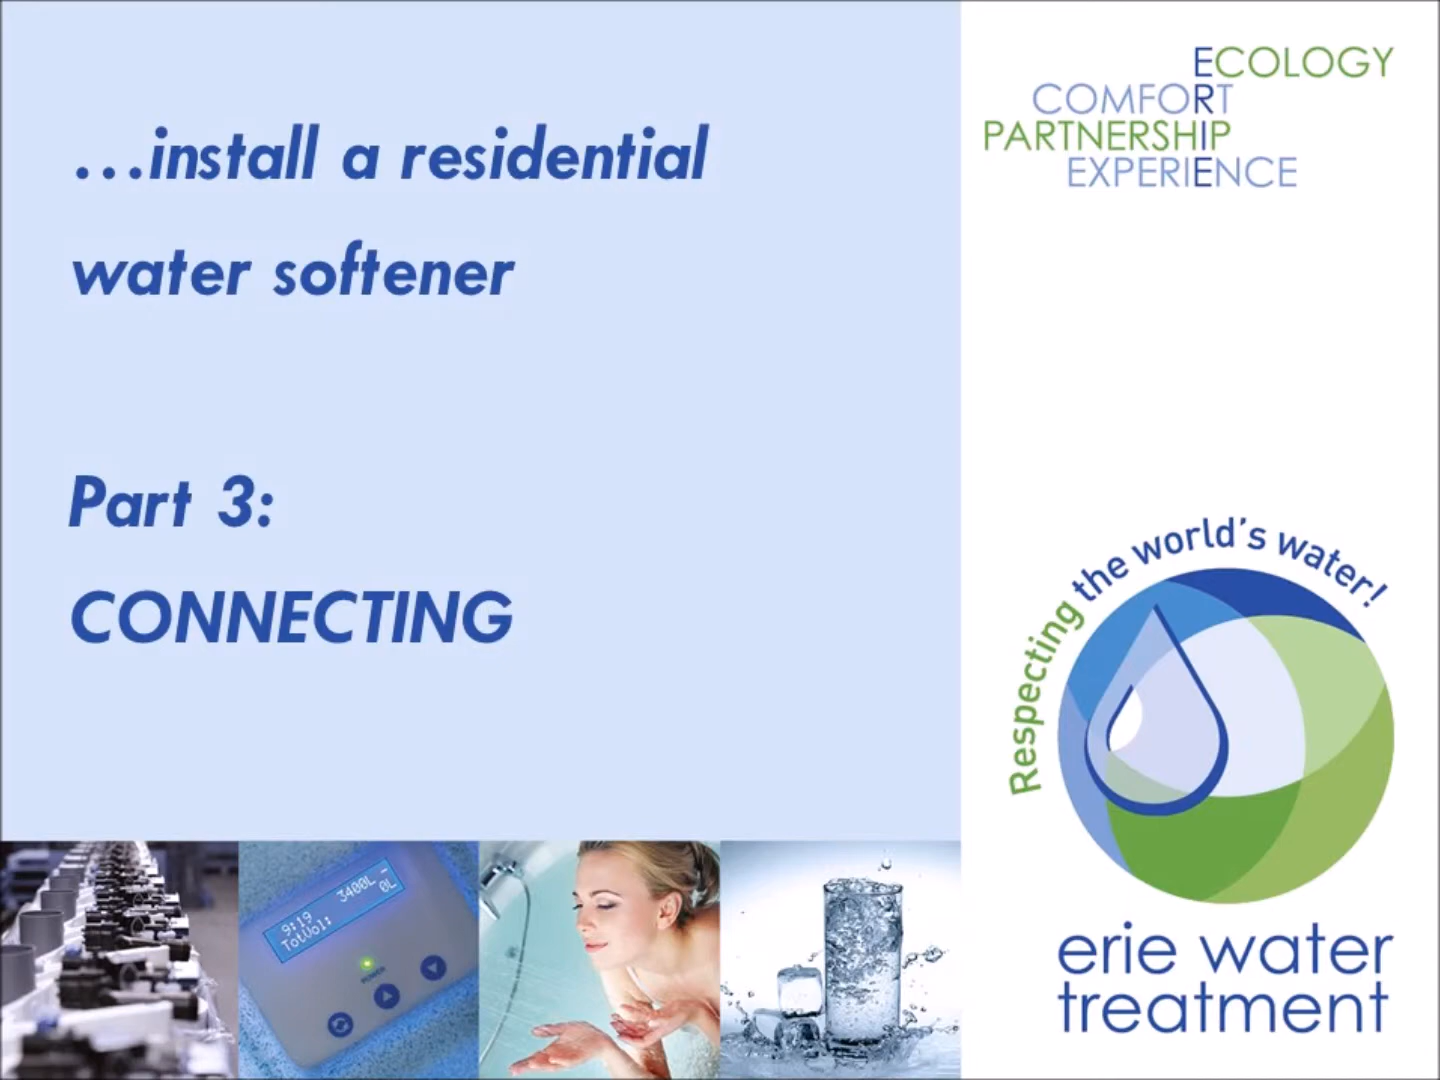 ...install a residential
water softener
Part 3:
CONNECTING
ECOLOGY
COMFORT
PARTNERSHIP
EXPERIENCE
Respecting the world's water!
erie water
treatment
9:19 3400L
TotVol: 0L
POWER